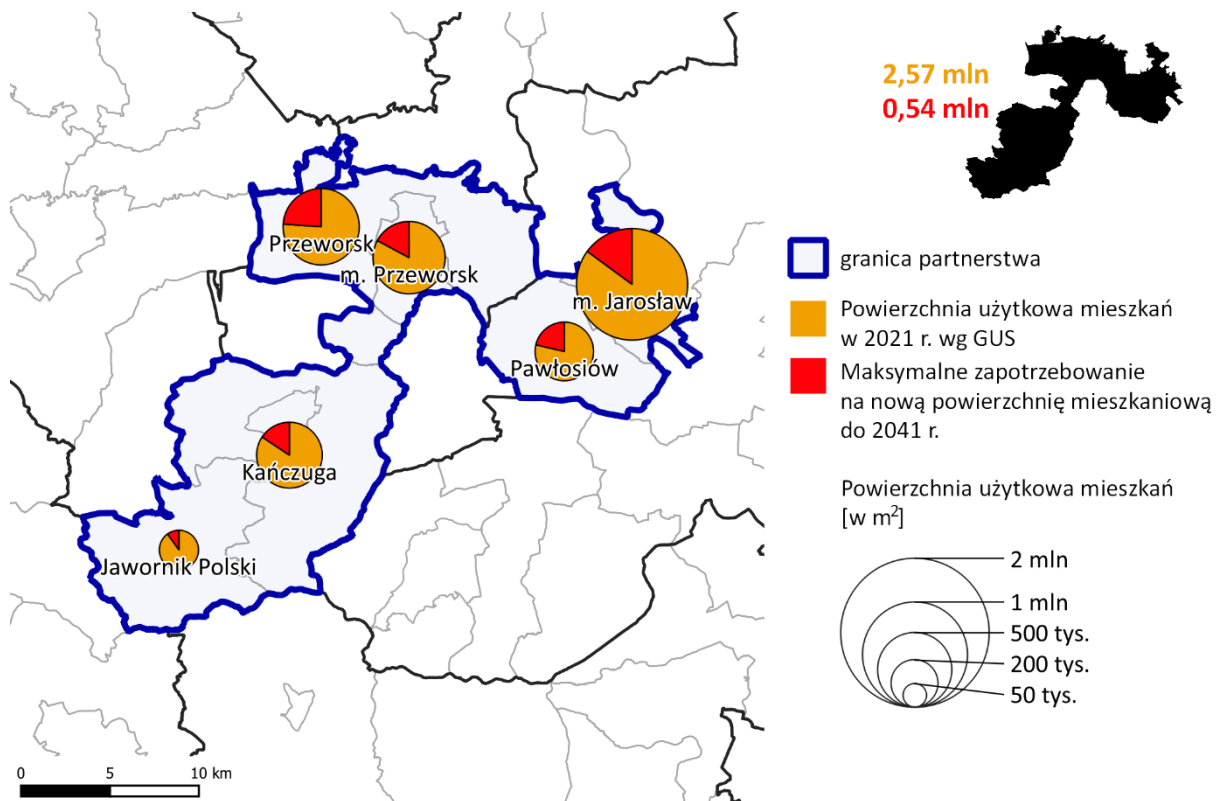 2,57 mln
0,54 mln
Przeworsk
m. Przeworsk
m. Jarosław
Pawłosiów
Kańczuga
Jawornik Polski
granica partnerstwa
Powierzchnia użytkowa mieszkań
w 2021 r. wg GUS
Maksymalne zapotrzebowanie
na nową powierzchnię mieszkaniową
do 2041 r.
Powierzchnia użytkowa mieszkań
[w m²]
2 mln
1 mln
500 tys.
200 tys.
50 tys.
0 5 10 km